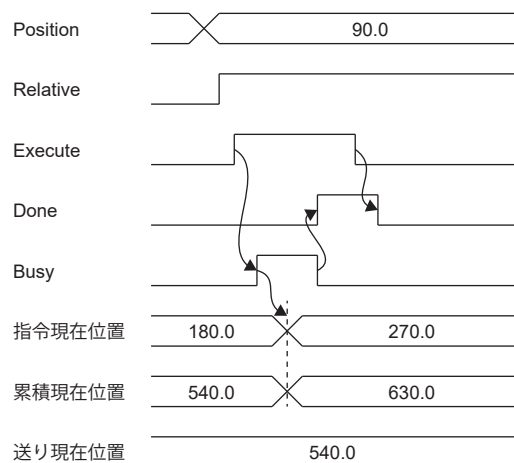 Position
90.0
Relative
Execute
Done
Busy
指令現在位置
180.0
270.0
累積現在位置
540.0
630.0
送り現在位置
540.0